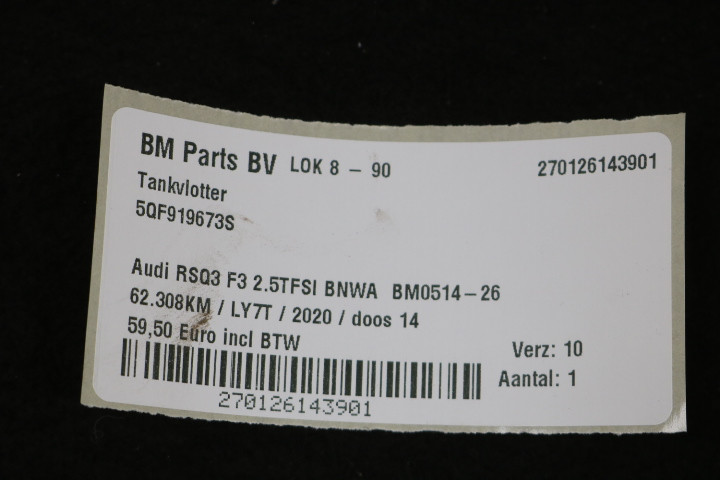 BM Parts BV LOK 8 - 90 270126143901
Tankvlotter
5QF919673S
Audi RSQ3 F3 2.5TFSI BNWA BM0514-26
62.308KM / LY7T / 2020 / doos 14
59,50 Euro incl BTW
Verz: 10
Aantal: 1
270126143901